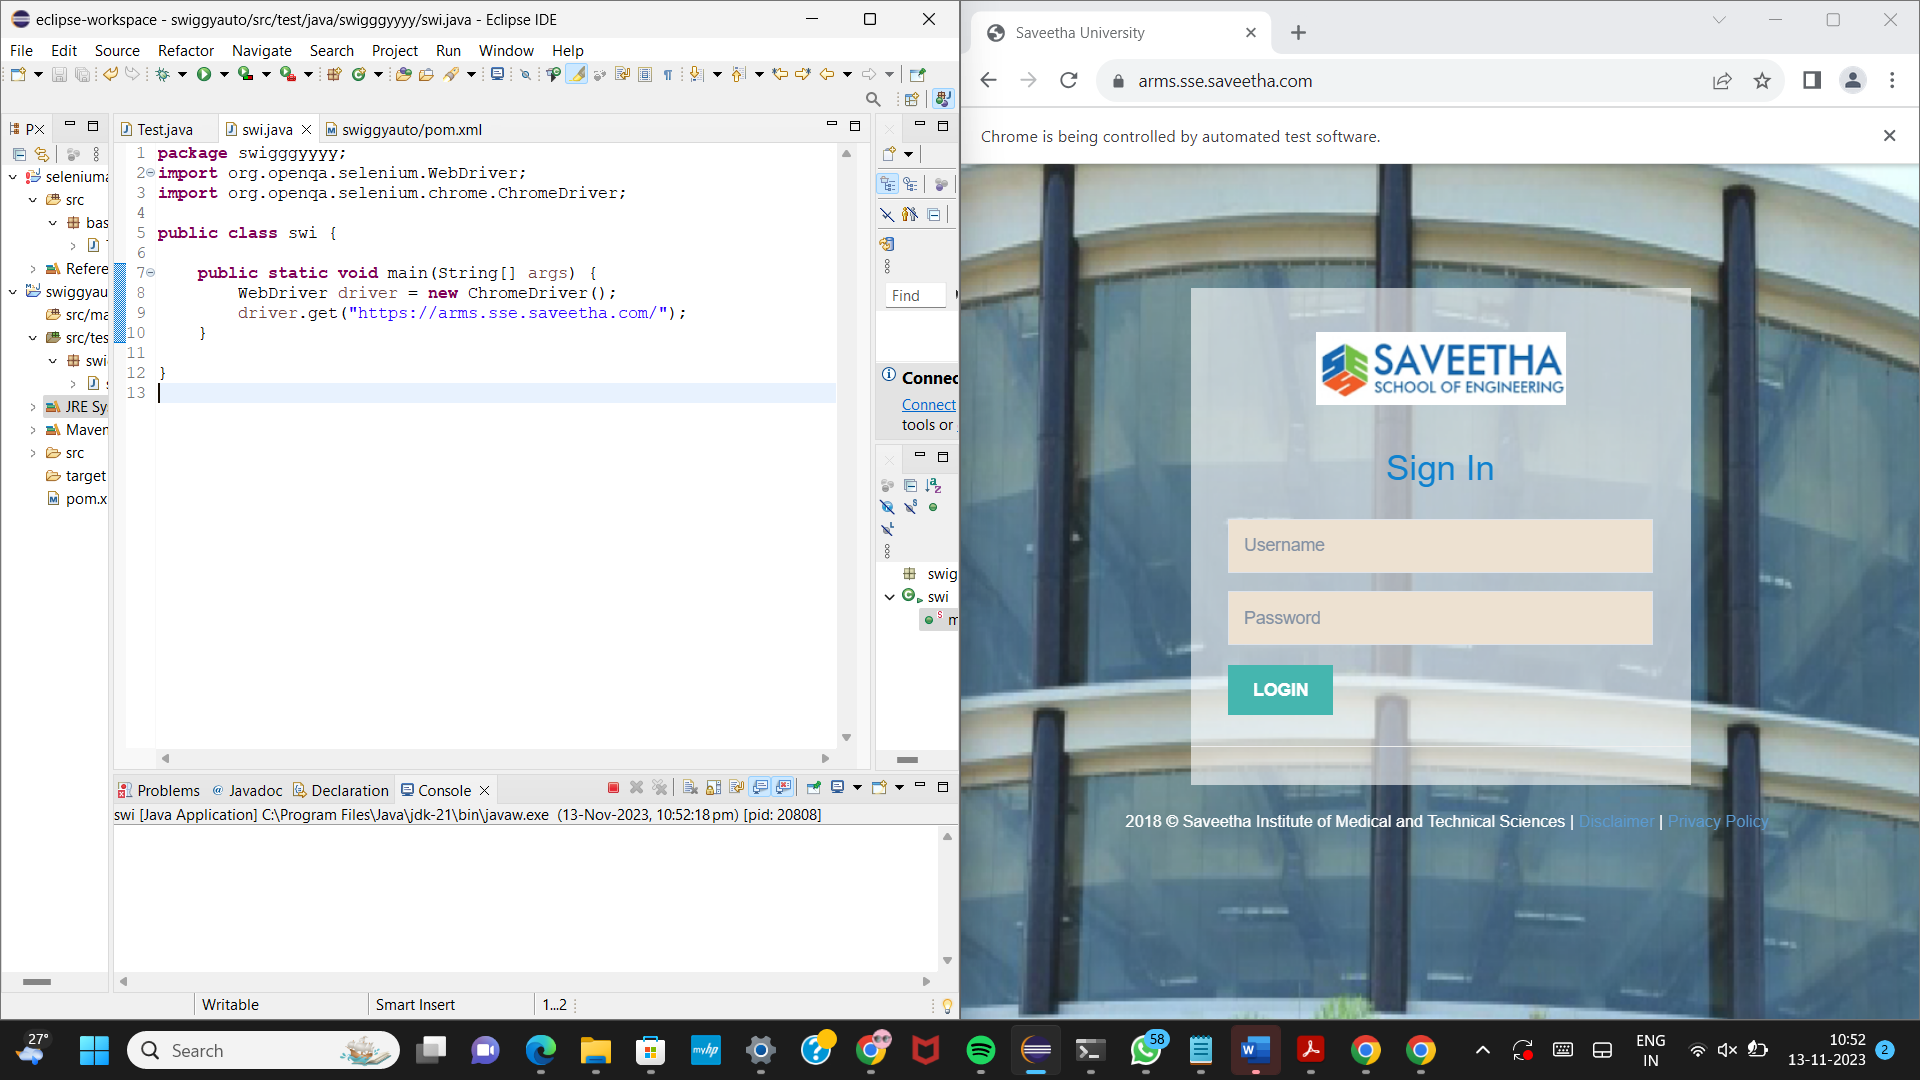 eclipse-workspace - swiggyauto/src/test/java/swigggyyyy/swi.java - Eclipse IDE
File Edit Source Refactor Navigate Search Project Run Window Help
P
Test.java
swi.java
swiggyauto/pom.xml
seleniuma
src
bas
Refere
swiggyau
src/ma
src/tes
swi
s
JRE Sy
Maven
src
target
pom.x
1 package swigggyyyy;
2 import org.openqa.selenium.WebDriver;
3 import org.openqa.selenium.chrome.ChromeDriver;
4
5 public class swi {
6
7 public static void main(String[] args) {
8 WebDriver driver = new ChromeDriver();
9 driver.get("https://arms.sse.saveetha.com/");
10 }
11
12 }
13
Find
Connec
Connect
tools or
swig
swi
m
Problems Javadoc Declaration Console
swi [Java Application] C:\Program Files\Java\jdk-21\bin\javaw.exe (13-Nov-2023, 10:52:18 pm) [pid: 20808]
Writable Smart Insert 1...2
Saveetha University
arms.sse.saveetha.com
Chrome is being controlled by automated test software.
SAVEETHA
SCHOOL OF ENGINEERING
Sign In
Username
Password
LOGIN
2018 © Saveetha Institute of Medical and Technical Sciences | Disclaimer | Privacy Policy
27°
Search
myhp
58
ENG
IN
10:52
13-11-2023
2